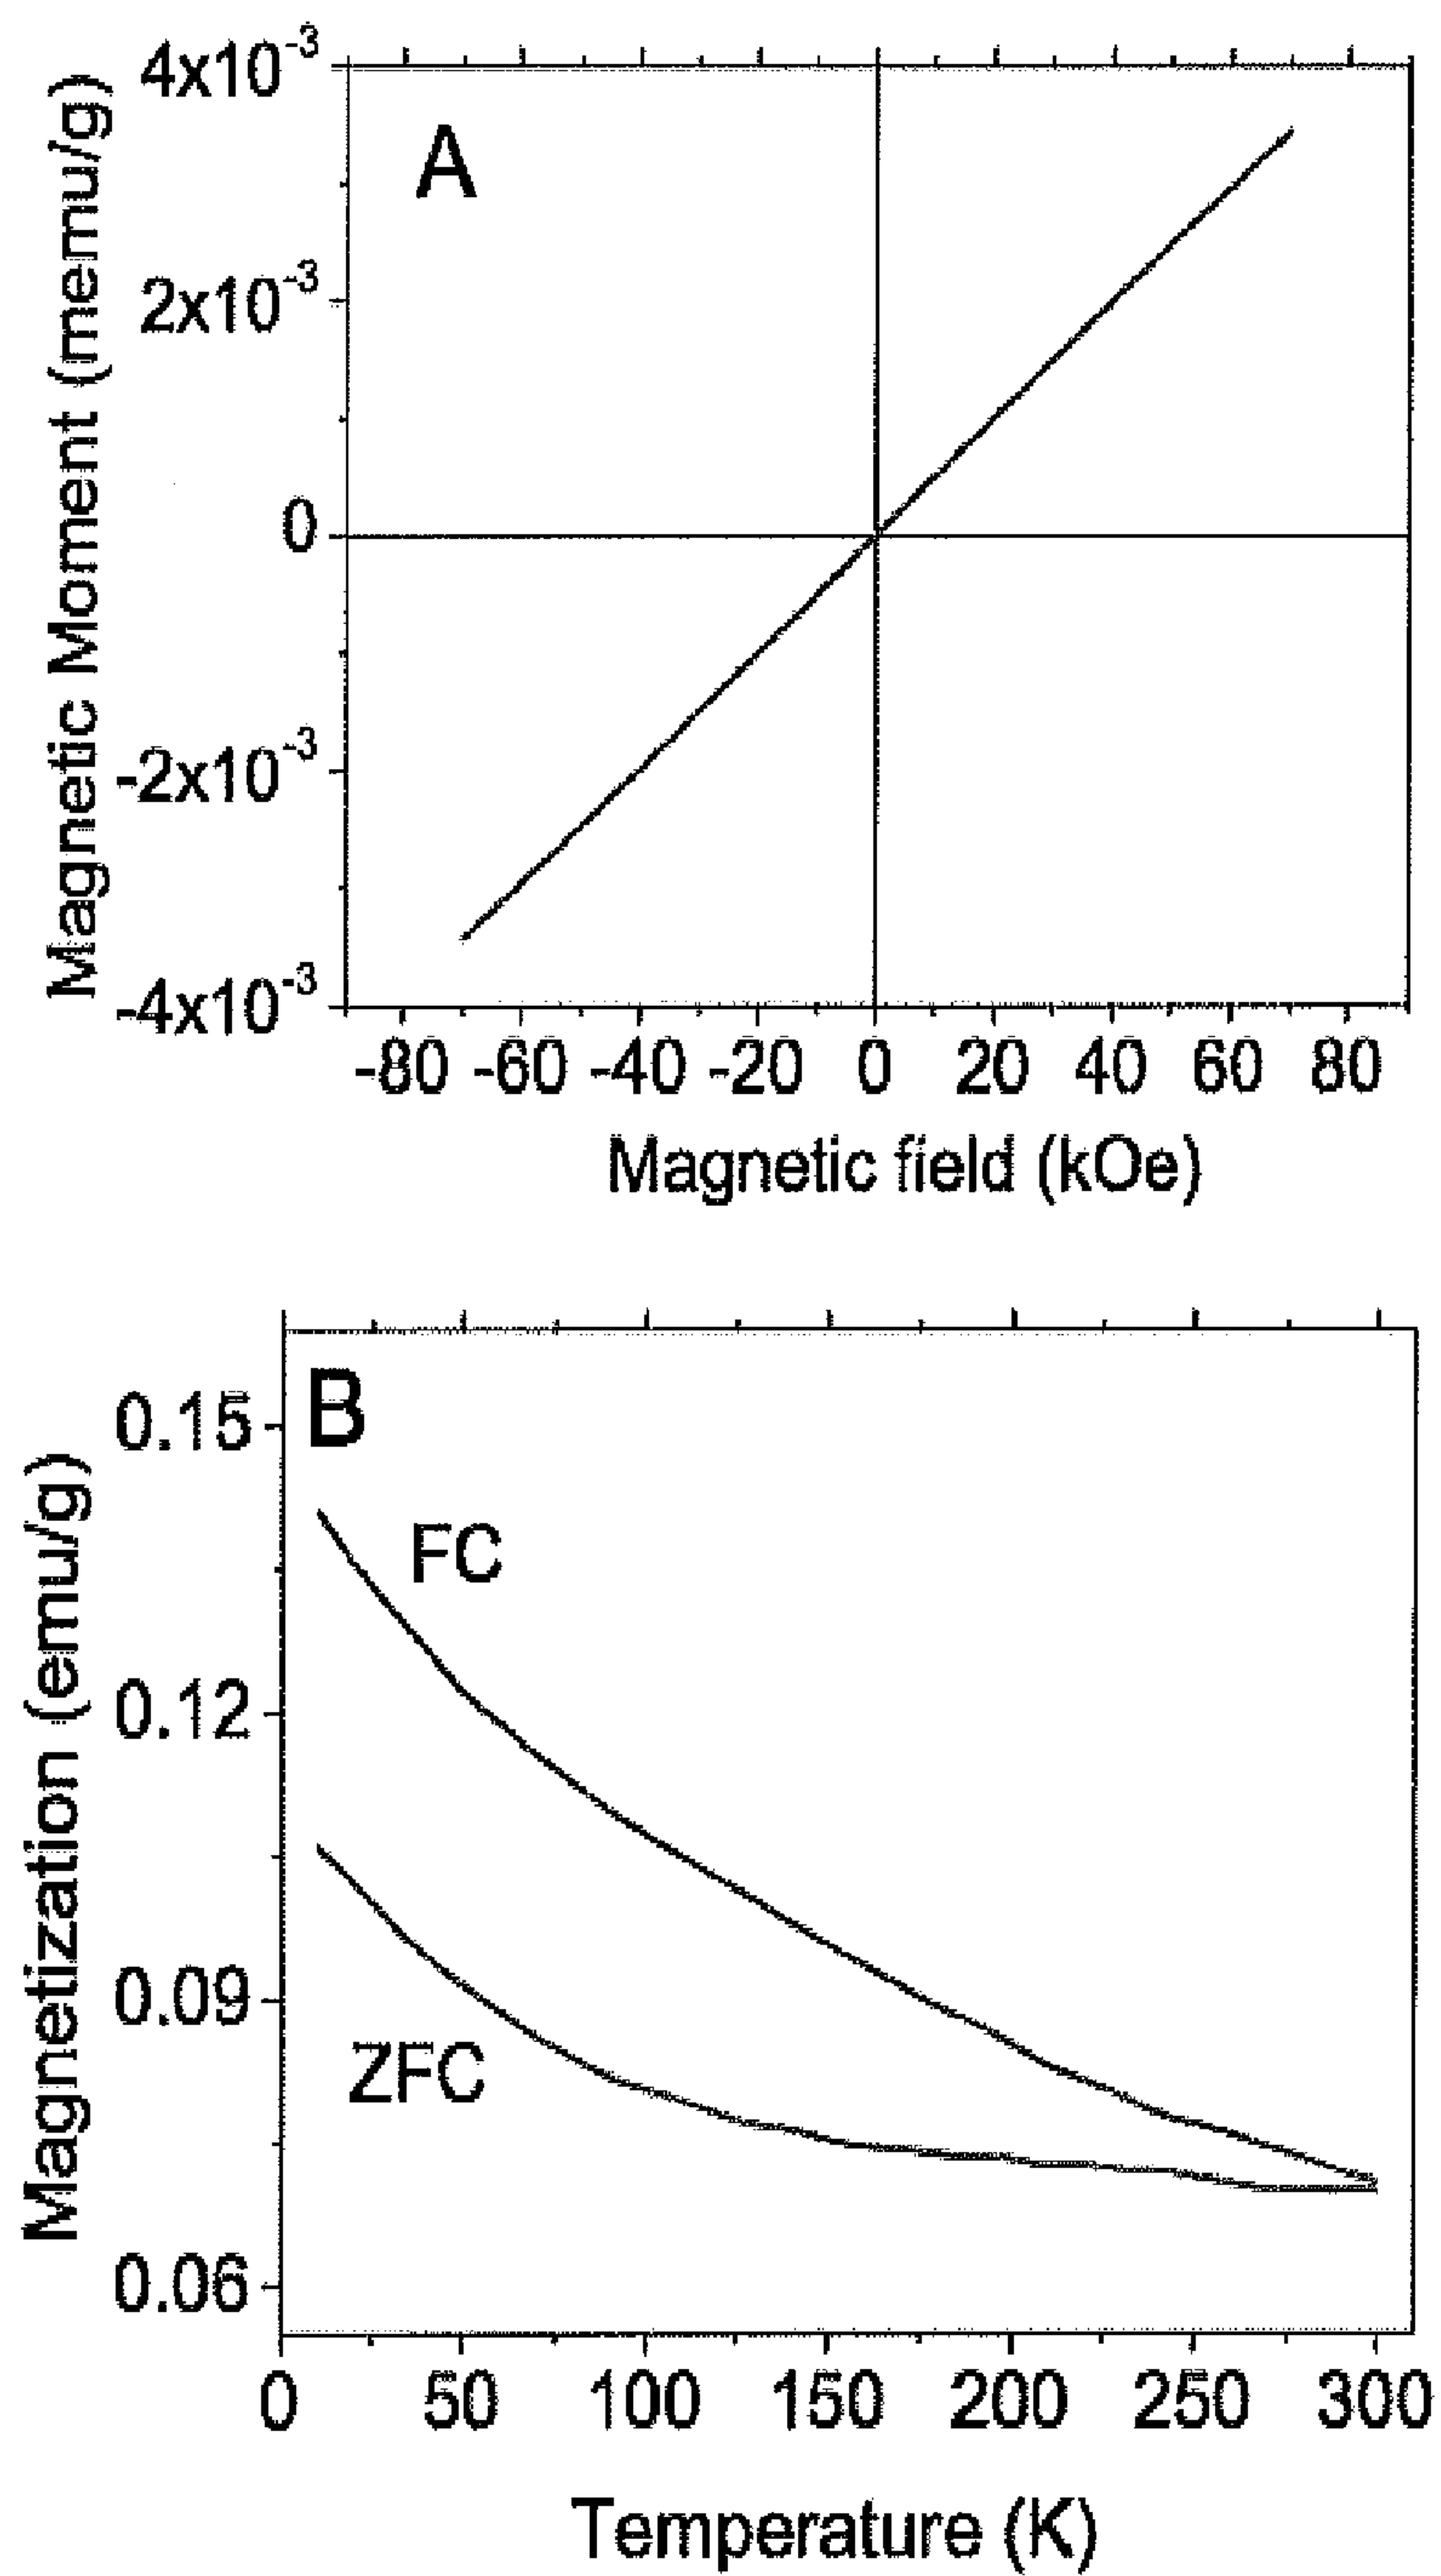 4x10⁻³
A
2x10⁻³
0
-2x10⁻³
-4x10⁻³
Magnetic Moment (memu/g)
-80 -60 -40 -20 0 20 40 60 80
Magnetic field (kOe)
B
0.15
FC
0.12
0.09
ZFC
0.06
Magnetization (emu/g)
0 50 100 150 200 250 300
Temperature (K)